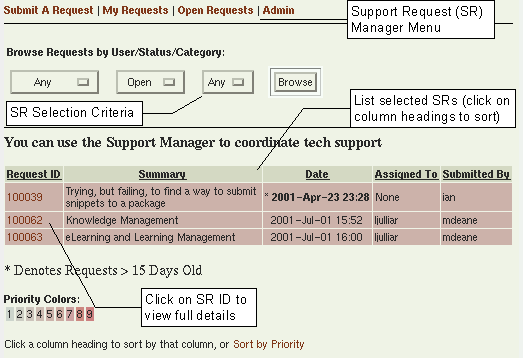 Submit A Request | My Requests | Open Requests | Admin
Support Request (SR)
Manager Menu
Browse Requests by User/Status/Category:
Any
Open
Any
Browse
SR Selection Criteria
List selected SRs (click on
column headings to sort)
You can use the Support Manager to coordinate tech support
Request ID Summary Date Assigned To Submitted By
100039 Trying, but failing, to find a way to submit
snippets to a package * 2001-Apr-23 23:28 None ian
100062 Knowledge Management 2001-Jul-01 15:52 ljulliar mdeane
100063 eLearning and Learning Management 2001-Jul-01 16:00 ljulliar mdeane
* Denotes Requests > 15 Days Old
Priority Colors:
1 2 3 4 5 6 7 8 9
Click on SR ID to
view full details
Click a column heading to sort by that column, or Sort by Priority